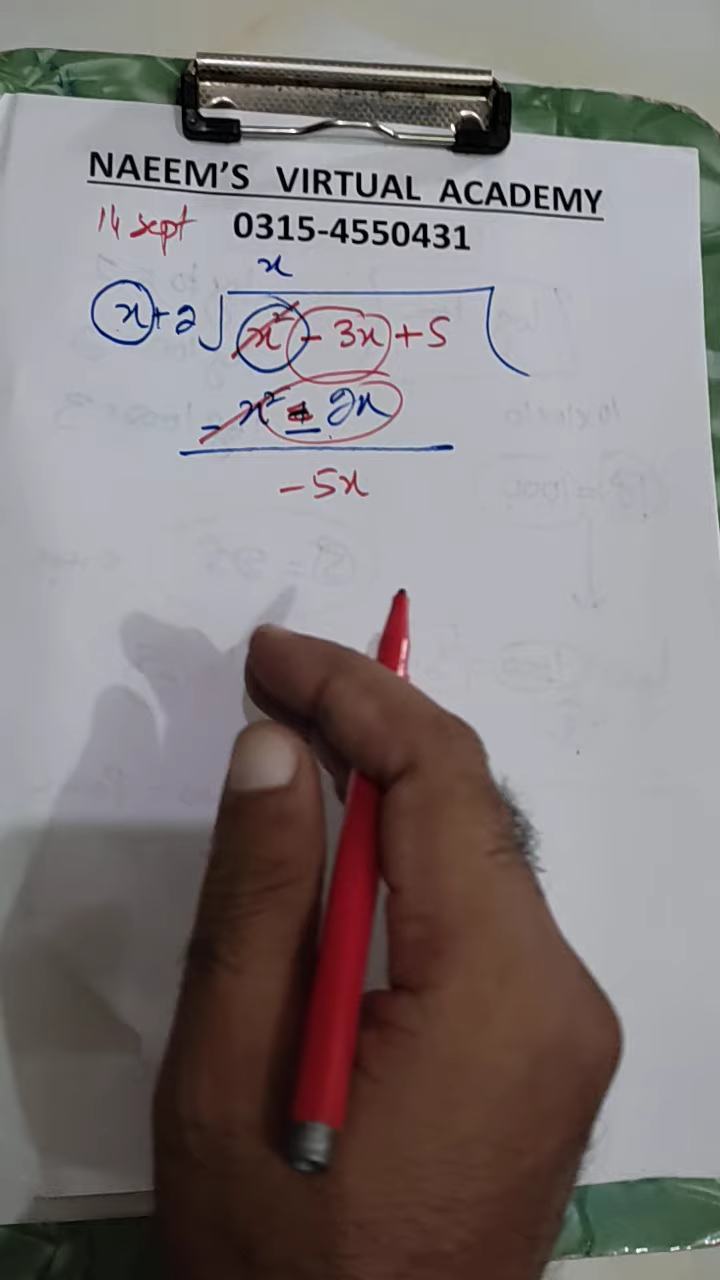 NAEEM'S VIRTUAL ACADEMY
14 sept 0315-4550431
x
x+2 x² - 3x + 5
- x² ± 2x
- 5x